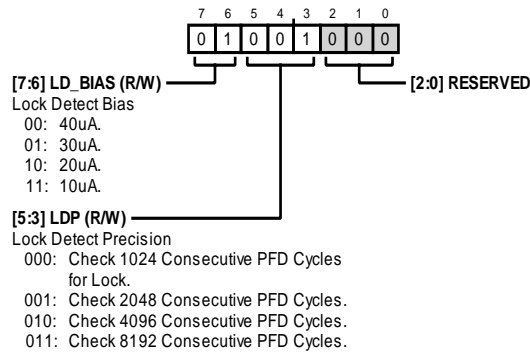 7 6 5 4 3 2 1 0
0 1 0 0 1 0 0 0
[7:6] LD_BIAS (R/W) [2:0] RESERVED
Lock Detect Bias
00: 40uA.
01: 30uA.
10: 20uA.
11: 10uA.
[5:3] LDP (R/W)
Lock Detect Precision
000: Check 1024 Consecutive PFD Cycles
for Lock.
001: Check 2048 Consecutive PFD Cycles.
010: Check 4096 Consecutive PFD Cycles.
011: Check 8192 Consecutive PFD Cycles.